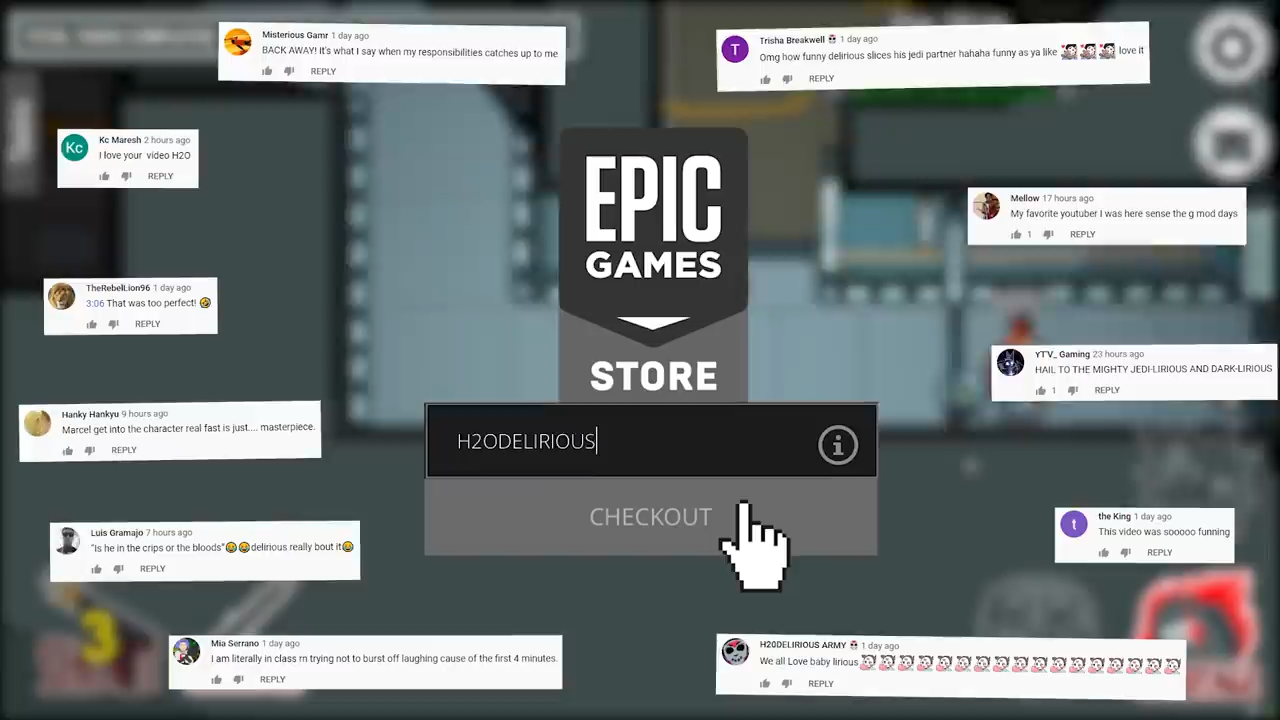 Misterious Gamr 1 day ago
BACK AWAY! It's what I say when my responsibilities catches up to me
REPLY
Trisha Breakwell 1 day ago
Omg how funny delirious slices his jedi partner hahaha funny as ya like love it
REPLY
Kc
Kc Maresh 2 hours ago
I love your video H2O
REPLY
Mellow 17 hours ago
My favorite youtuber I was here sense the g mod days
1 REPLY
TheRebelLion96 1 day ago
3:06 That was too perfect! 🤣
REPLY
EPIC
GAMES
STORE
YTV_ Gaming 23 hours ago
HAIL TO THE MIGHTY JEDI-LIRIOUS AND DARK-LIRIOUS
1 REPLY
Hanky Hankyu 9 hours ago
Marcel get into the character real fast is just.... masterpiece.
REPLY
H2ODELIRIOUS
CHECKOUT
Luis Gramajo 7 hours ago
"Is he in the crips or the bloods"😂😂delirious really bout it😂
REPLY
t
the King 1 day ago
This video was sooooo funning
REPLY
Mia Serrano 1 day ago
I am literally in class rn trying not to burst off laughing cause of the first 4 minutes.
REPLY
H20DELIRIOUS ARMY 1 day ago
We all Love baby lirious
REPLY
T
3